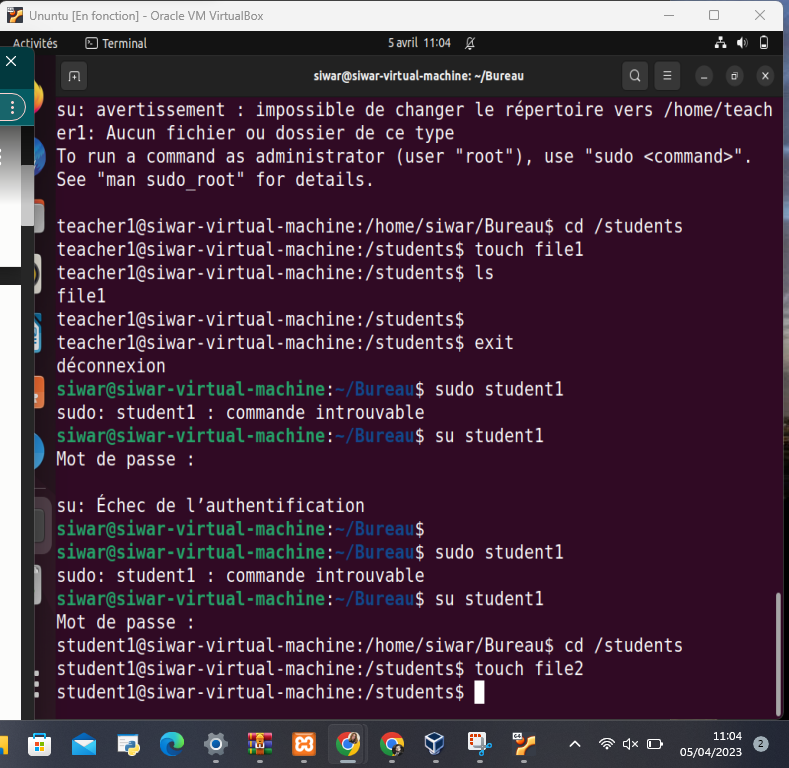 Ununtu [En fonction] - Oracle VM VirtualBox
Activités
Terminal
5 avril 11:04
siwar@siwar-virtual-machine: ~/Bureau
su: avertissement : impossible de changer le répertoire vers /home/teach
er1: Aucun fichier ou dossier de ce type
To run a command as administrator (user "root"), use "sudo <command>".
See "man sudo_root" for details.
teacher1@siwar-virtual-machine:/home/siwar/Bureau$ cd /students
teacher1@siwar-virtual-machine:/students$ touch file1
teacher1@siwar-virtual-machine:/students$ ls
file1
teacher1@siwar-virtual-machine:/students$
teacher1@siwar-virtual-machine:/students$ exit
déconnexion
siwar@siwar-virtual-machine:~/Bureau$ sudo student1
sudo: student1 : commande introuvable
siwar@siwar-virtual-machine:~/Bureau$ su student1
Mot de passe :
su: Échec de l’authentification
siwar@siwar-virtual-machine:~/Bureau$
siwar@siwar-virtual-machine:~/Bureau$ sudo student1
sudo: student1 : commande introuvable
siwar@siwar-virtual-machine:~/Bureau$ su student1
Mot de passe :
student1@siwar-virtual-machine:/home/siwar/Bureau$ cd /students
student1@siwar-virtual-machine:/students$ touch file2
student1@siwar-virtual-machine:/students$
11:04
05/04/2023
2